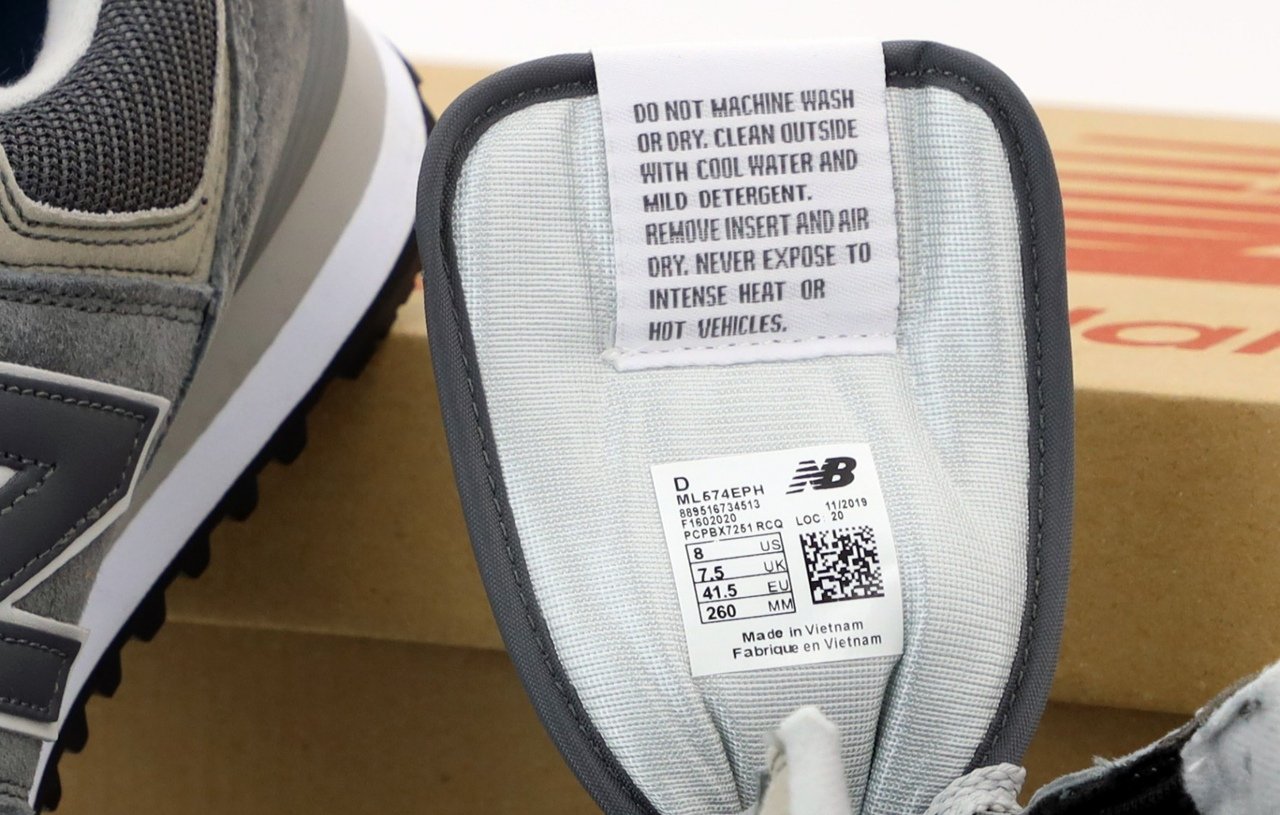 DO NOT MACHINE WASH
OR DRY. CLEAN OUTSIDE
WITH COOL WATER AND
MILD DETERGENT.
REMOVE INSERT AND AIR
DRY. NEVER EXPOSE TO
INTENSE HEAT OR
HOT VEHICLES.
D
NB
ML574EPH
889516734513
11/2019
F1602020
LOC 20
PCPBX7251 RCQ
8 US
7.5 UK
41.5 EU
260 MM
Made in Vietnam
Fabrique en Vietnam